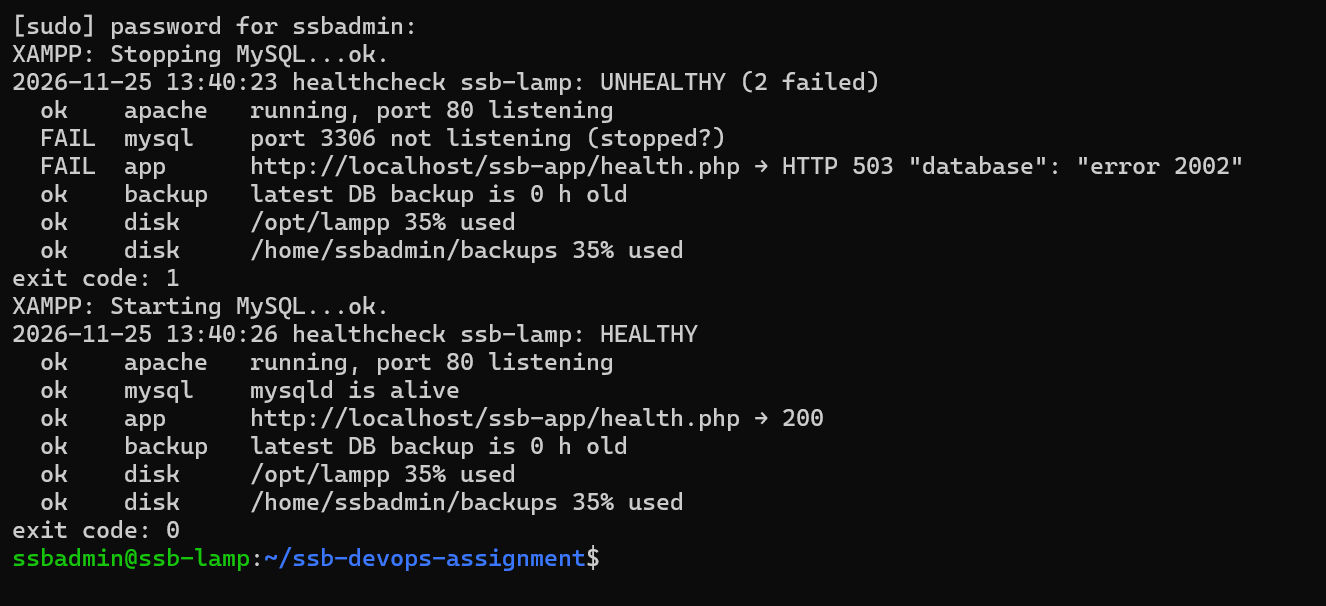 [sudo] password for ssbadmin:
XAMPP: Stopping MySQL...ok.
2026-11-25 13:40:23 healthcheck ssb-lamp: UNHEALTHY (2 failed)
  ok    apache   running, port 80 listening
  FAIL  mysql    port 3306 not listening (stopped?)
  FAIL  app      http://localhost/ssb-app/health.php → HTTP 503 "database": "error 2002"
  ok    backup   latest DB backup is 0 h old
  ok    disk     /opt/lampp 35% used
  ok    disk     /home/ssbadmin/backups 35% used
exit code: 1
XAMPP: Starting MySQL...ok.
2026-11-25 13:40:26 healthcheck ssb-lamp: HEALTHY
  ok    apache   running, port 80 listening
  ok    mysql    mysqld is alive
  ok    app      http://localhost/ssb-app/health.php → 200
  ok    backup   latest DB backup is 0 h old
  ok    disk     /opt/lampp 35% used
  ok    disk     /home/ssbadmin/backups 35% used
exit code: 0
ssbadmin@ssb-lamp:~/ssb-devops-assignment$